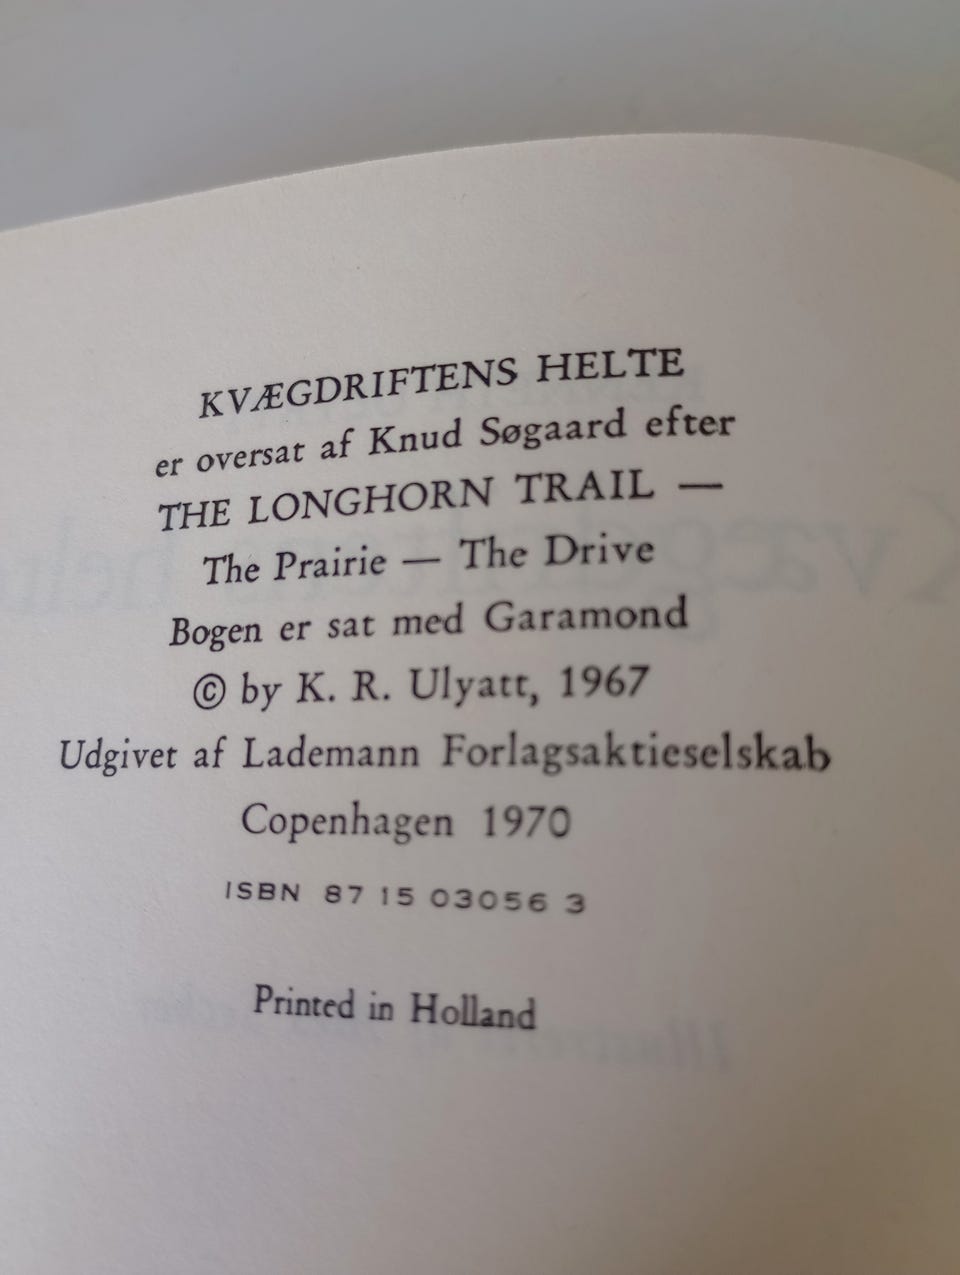 KVÆGDRIFTENS HELTE
er oversat af Knud Søgaard efter
THE LONGHORN TRAIL —
The Prairie — The Drive
Bogen er sat med Garamond
© by K. R. Ulyatt, 1967
Udgivet af Lademann Forlagsaktieselskab
Copenhagen 1970
ISBN 87 15 03056 3
Printed in Holland